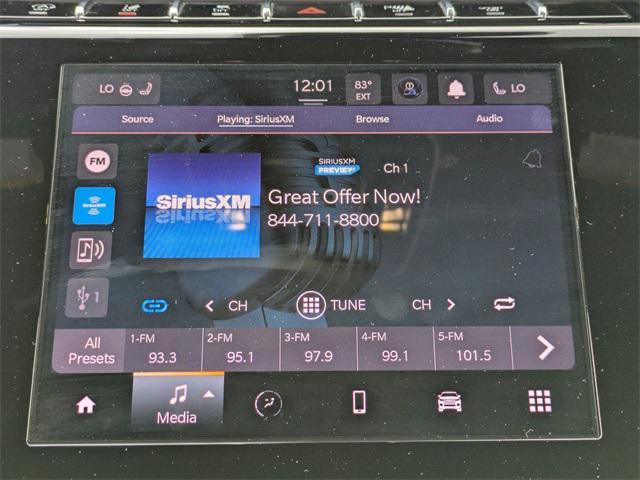 LO 12:01 83° EXT LO
Source Playing: SiriusXM Browse Audio
FM
SIRIUSXM PREVIEW Ch 1
SiriusXM
SiriusXM
Great Offer Now!
844-711-8800
1
CH TUNE CH
All Presets
1-FM 2-FM 3-FM 4-FM 5-FM
93.3 95.1 97.9 99.1 101.5
Media